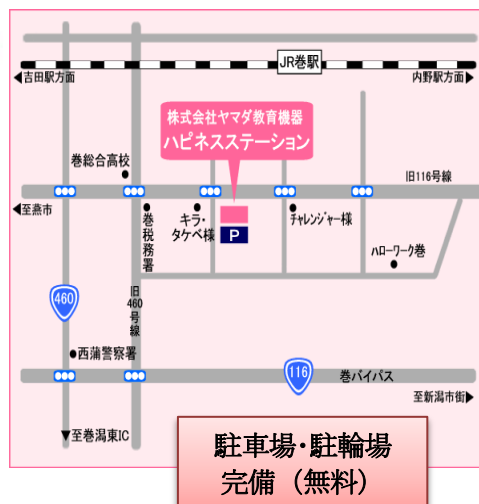 JR巻駅
◀吉田駅方面
内野駅方面▶
株式会社ヤマダ教育機器
ハピネスステーション
巻総合高校
旧116号線
◀至燕市
巻税務署
キラ・
タケベ様
P
チャレンジャー様
ハローワーク巻
460
旧460号線
西蒲警察署
116
巻バイパス
至新潟市街▶
▼至巻潟東IC
駐車場・駐輪場
完備（無料）